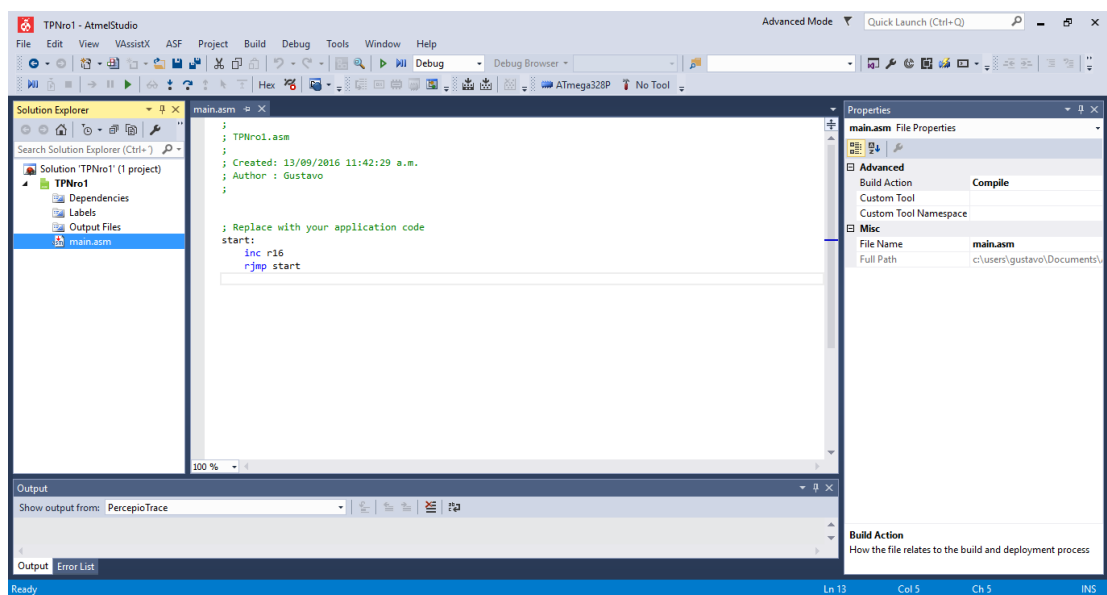 TPNro1 - AtmelStudio
Advanced Mode
Quick Launch (Ctrl+Q)
File Edit View VAssistX ASF Project Build Debug Tools Window Help
Debug Debug Browser
Hex ATmega328P No Tool
Solution Explorer
Search Solution Explorer (Ctrl+´)
Solution 'TPNro1' (1 project)
TPNro1
Dependencies
Labels
Output Files
main.asm
main.asm
;
; TPNro1.asm
;
; Created: 13/09/2016 11:42:29 a.m.
; Author : Gustavo
;
; Replace with your application code
start:
inc r16
rjmp start
100 %
Properties
main.asm File Properties
Advanced
Build Action Compile
Custom Tool
Custom Tool Namespace
Misc
File Name main.asm
Full Path c:\users\gustavo\Documents\
Build Action
How the file relates to the build and deployment process
Output
Show output from: PercepioTrace
Output Error List
Ready Ln 13 Col 5 Ch 5 INS